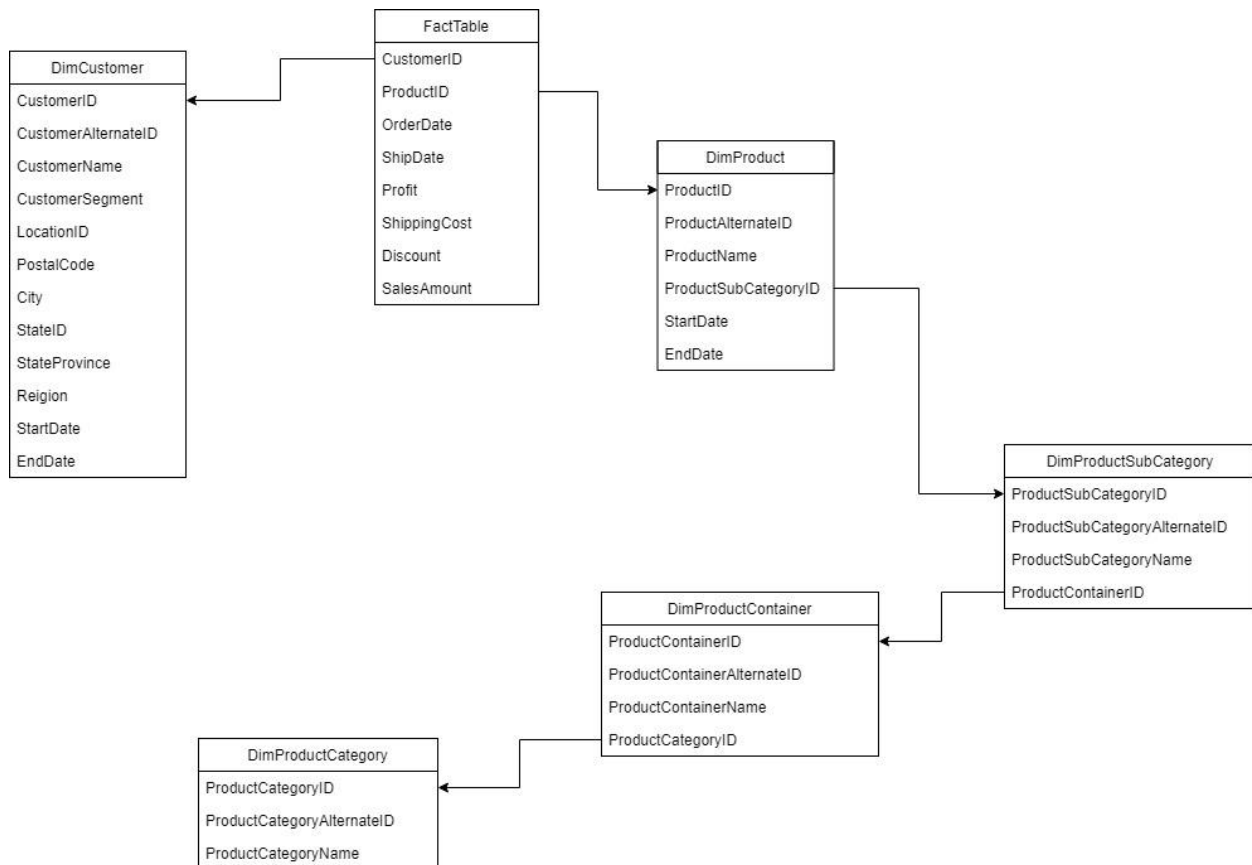 FactTable
CustomerID
ProductID
OrderDate
ShipDate
Profit
ShippingCost
Discount
SalesAmount
DimCustomer
CustomerID
CustomerAlternateID
CustomerName
CustomerSegment
LocationID
PostalCode
City
StateID
StateProvince
Reigion
StartDate
EndDate
DimProduct
ProductID
ProductAlternateID
ProductName
ProductSubCategoryID
StartDate
EndDate
DimProductSubCategory
ProductSubCategoryID
ProductSubCategoryAlternateID
ProductSubCategoryName
ProductContainerID
DimProductContainer
ProductContainerID
ProductContainerAlternateID
ProductContainerName
ProductCategoryID
DimProductCategory
ProductCategoryID
ProductCategoryAlternateID
ProductCategoryName